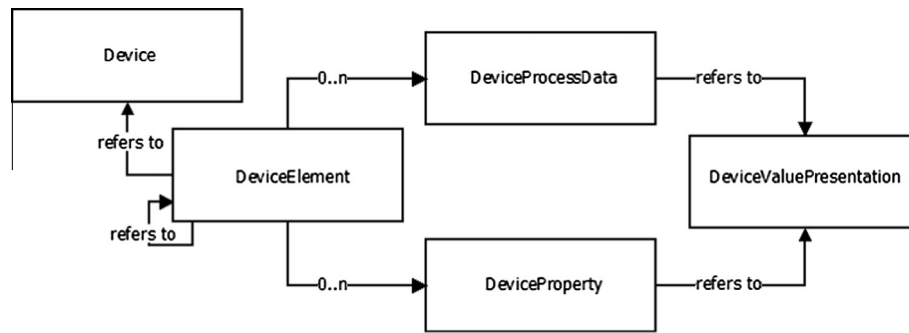 Device
DeviceProcessData
0..n
refers to
refers to
DeviceElement
DeviceValuePresentation
refers to
0..n
DeviceProperty
refers to